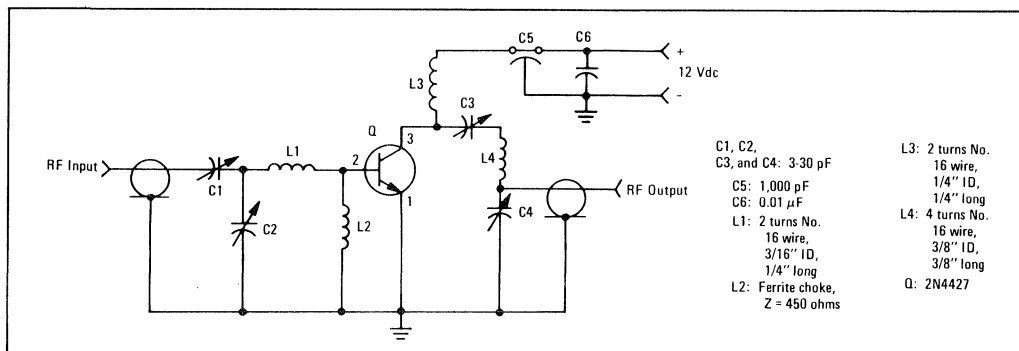 C5
C6
+
12 Vdc
-
L3
C3
Q
3
2
1
L4
RF Input
C1
L1
C2
L2
C4
RF Output
C1, C2,
C3, and C4: 3-30 pF
C5: 1,000 pF
C6: 0.01 μF
L1: 2 turns No.
16 wire,
3/16" ID,
1/4" long
L2: Ferrite choke,
Z = 450 ohms
L3: 2 turns No.
16 wire,
1/4" ID,
1/4" long
L4: 4 turns No.
16 wire,
3/8" ID,
3/8" long
Q: 2N4427